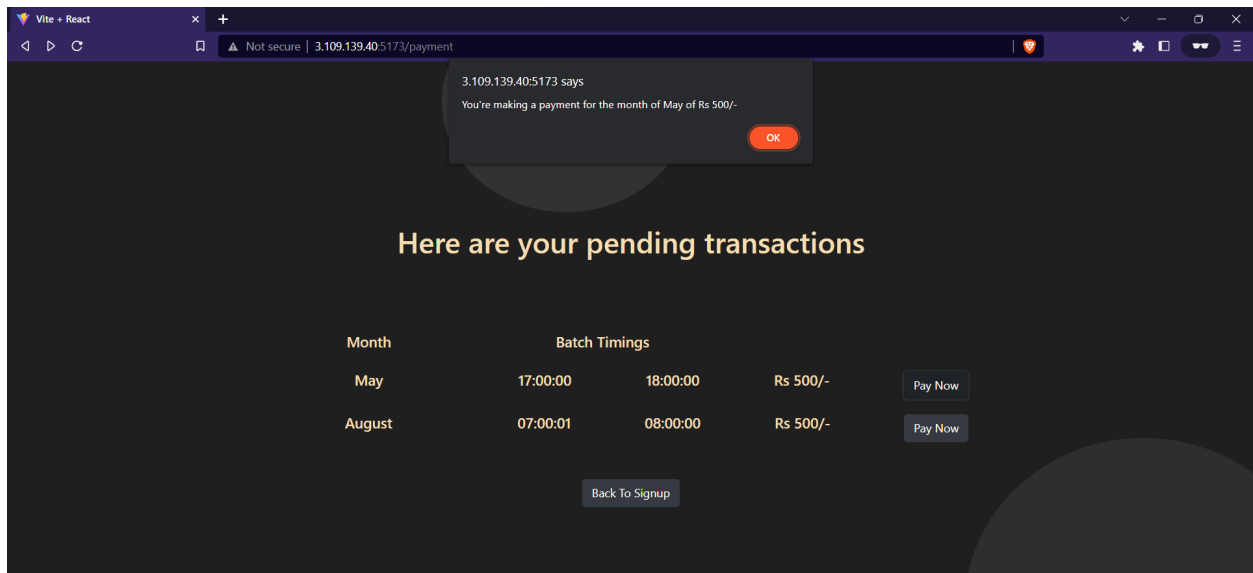 Vite + React
Not secure | 3.109.139.40:5173/payment
3.109.139.40:5173 says
You're making a payment for the month of May of Rs 500/-
OK
Here are your pending transactions
Month Batch Timings
May 17:00:00 18:00:00 Rs 500/- Pay Now
August 07:00:01 08:00:00 Rs 500/- Pay Now
Back To Signup